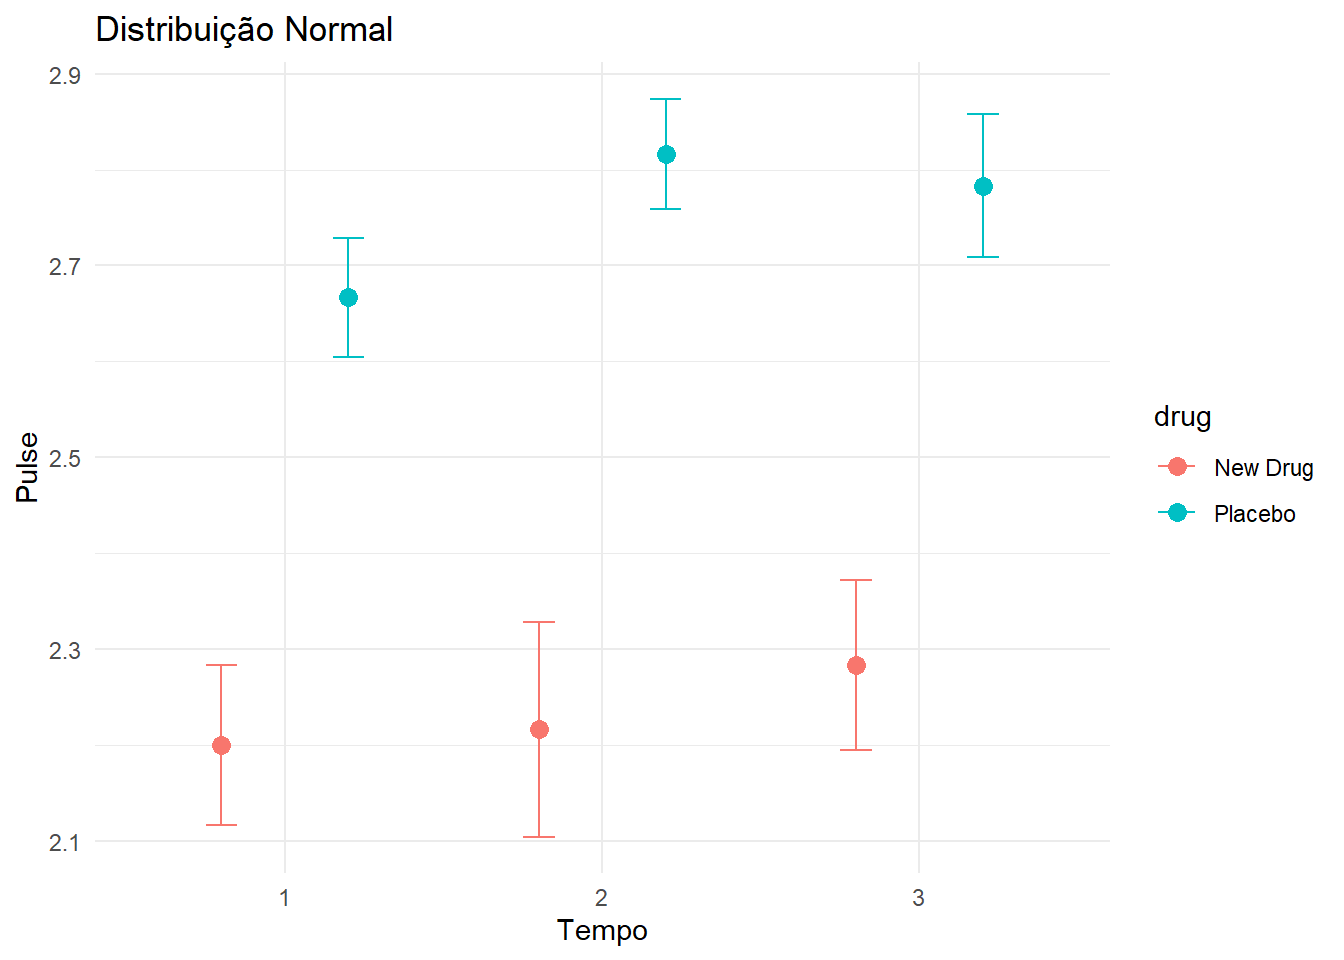 Distribuição Normal
2.9
2.7
2.5
2.3
2.1
Pulse
1 2 3
Tempo
drug
New Drug
Placebo